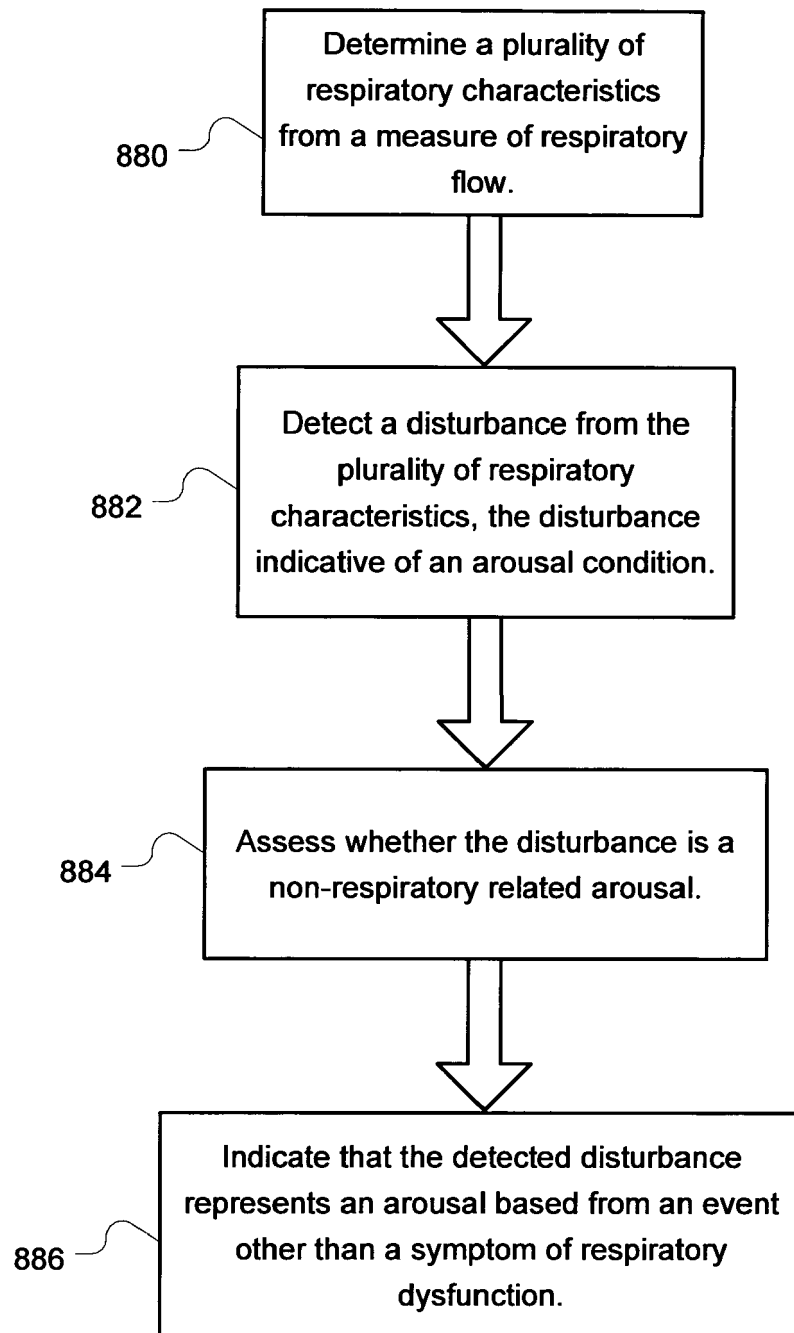 Determine a plurality of
respiratory characteristics
from a measure of respiratory
flow.
880
Detect a disturbance from the
plurality of respiratory
characteristics, the disturbance
indicative of an arousal condition.
882
Assess whether the disturbance is a
non-respiratory related arousal.
884
Indicate that the detected disturbance
represents an arousal based from an event
other than a symptom of respiratory
dysfunction.
886